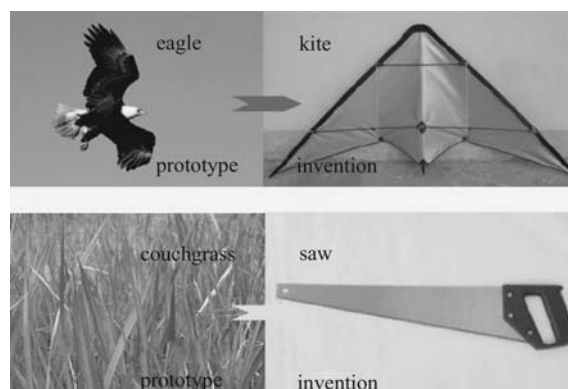 eagle
kite
prototype
invention
couchgrass
saw
prototype
invention